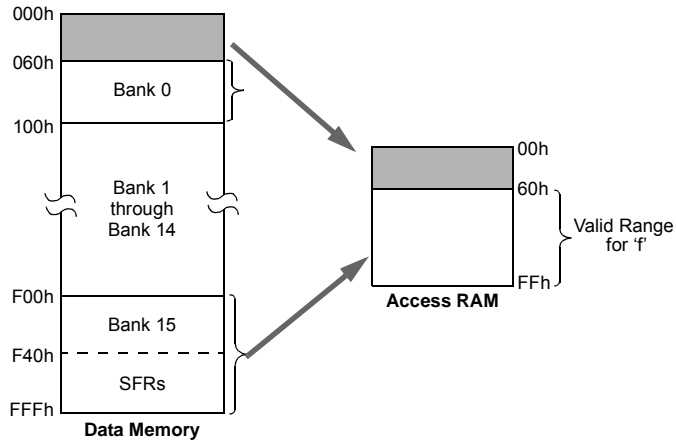 000h
060h
Bank 0
100h
Bank 1
through
Bank 14
F00h
Bank 15
F40h
SFRs
FFFh
Data Memory
00h
60h
Valid Range
for ‘f’
FFh
Access RAM